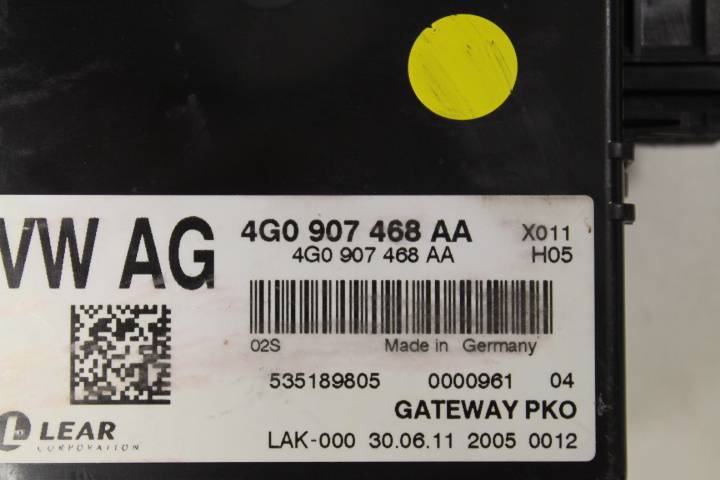 VW AG
4G0 907 468 AA X011
4G0 907 468 AA H05
02S Made in Germany
535189805 0000961 04
GATEWAY PKO
LEAR
CORPORATION
LAK-000 30.06.11 2005 0012